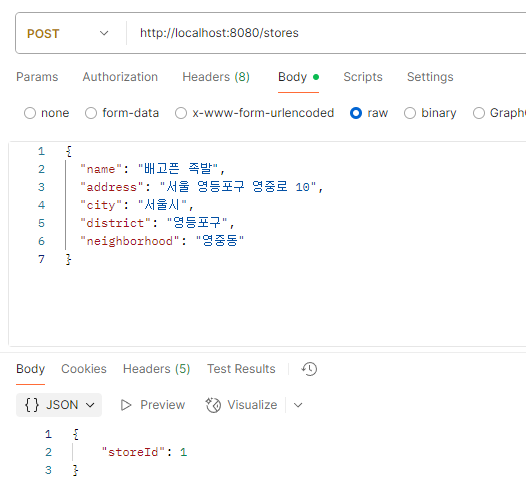 POST http://localhost:8080/stores
Params Authorization Headers (8) Body Scripts Settings
none form-data x-www-form-urlencoded raw binary Graph
1 {
2 "name": "배고픈 족발",
3 "address": "서울 영등포구 영중로 10",
4 "city": "서울시",
5 "district": "영등포구",
6 "neighborhood": "영중동"
7 }
Body Cookies Headers (5) Test Results
{} JSON Preview Visualize
1 {
2 "storeId": 1
3 }